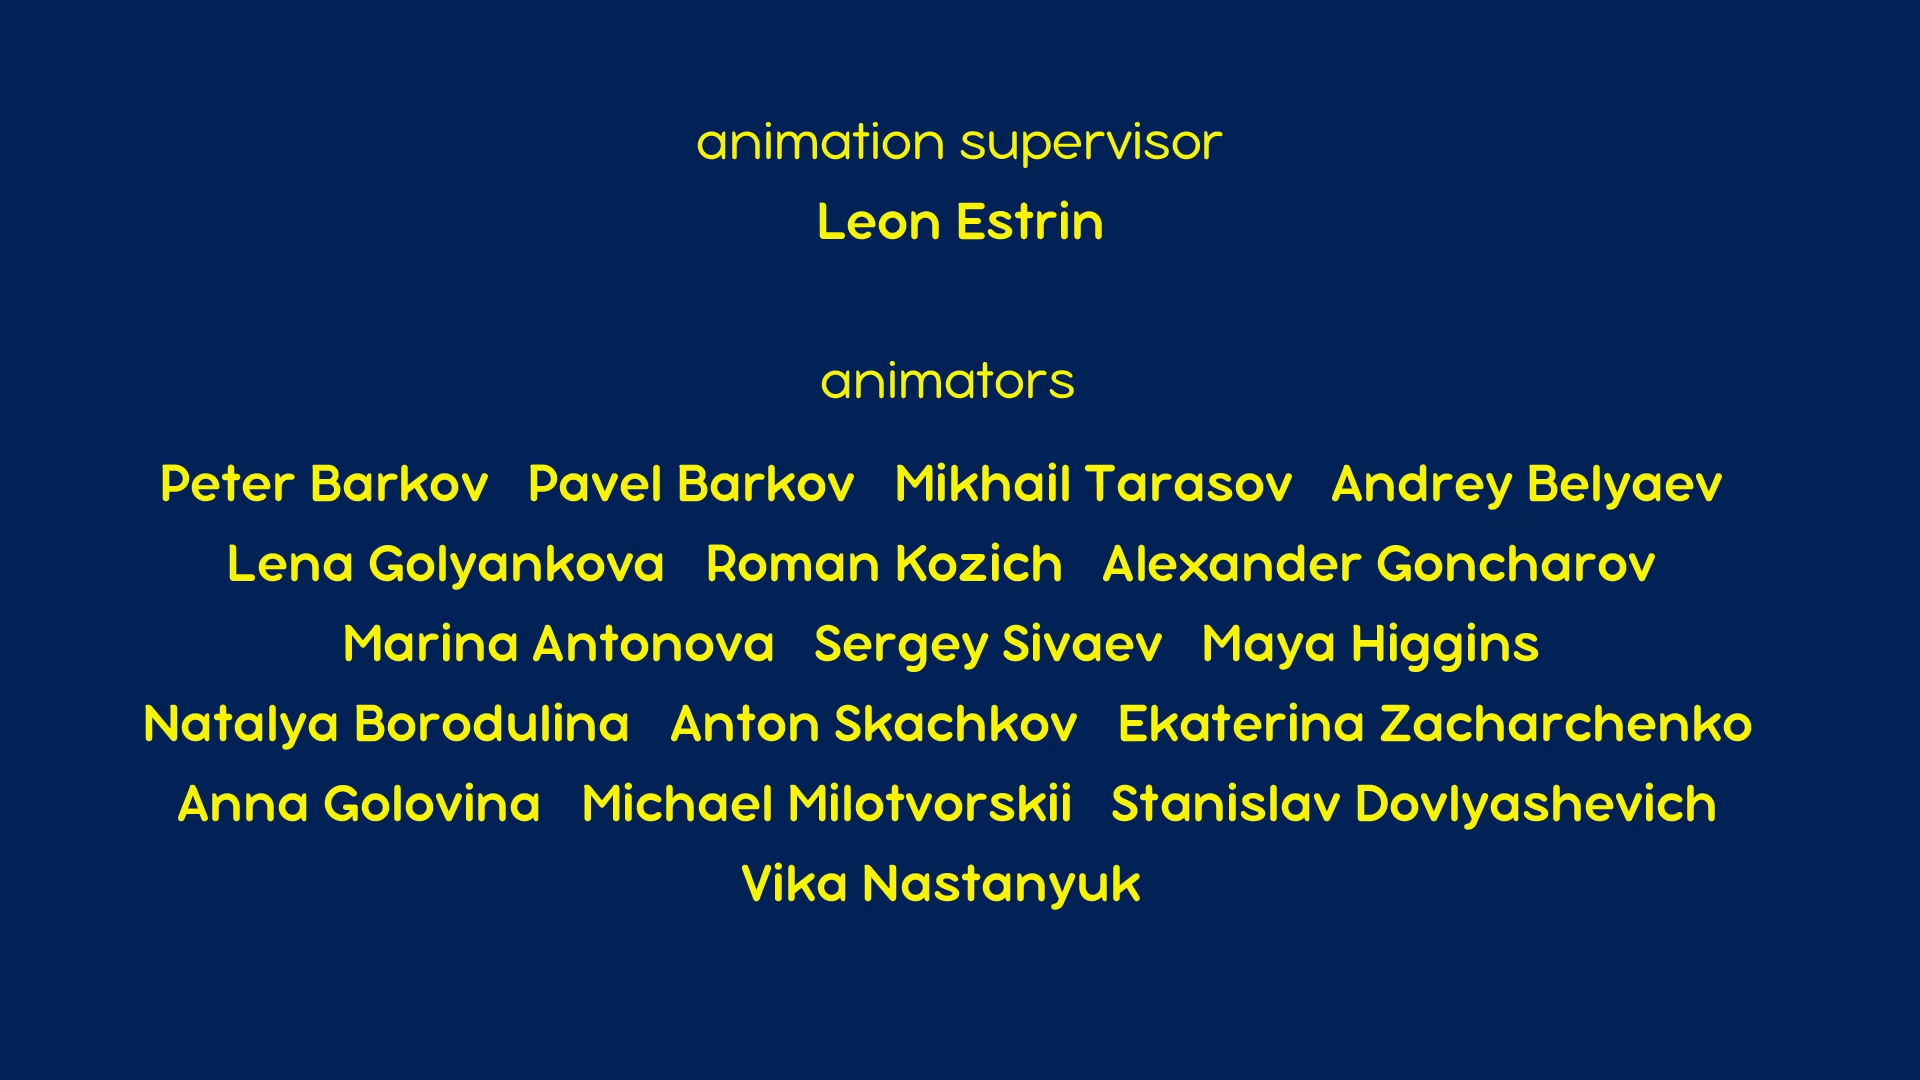 animation supervisor
Leon Estrin
animators
Peter Barkov Pavel Barkov Mikhail Tarasov Andrey Belyaev
Lena Golyankova Roman Kozich Alexander Goncharov
Marina Antonova Sergey Sivaev Maya Higgins
Natalya Borodulina Anton Skachkov Ekaterina Zacharchenko
Anna Golovina Michael Milotvorskii Stanislav Dovlyashevich
Vika Nastanyuk